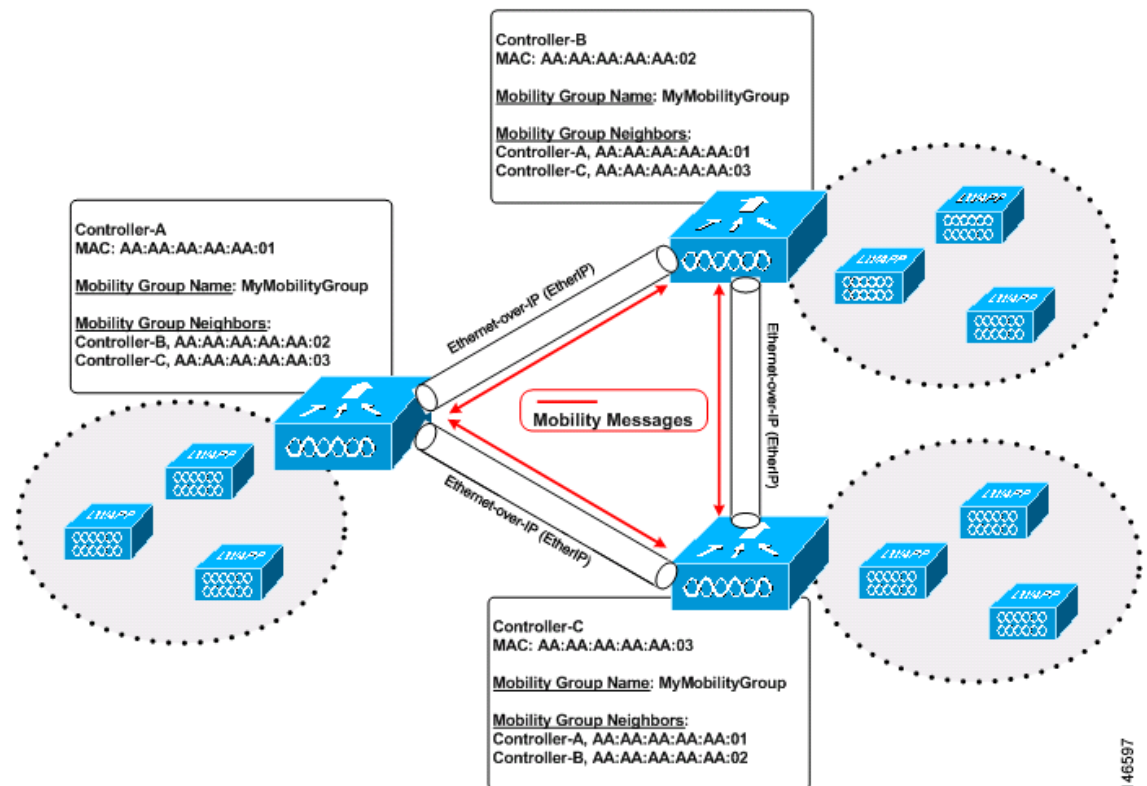 Controller-B
MAC: AA:AA:AA:AA:AA:02
Mobility Group Name: MyMobilityGroup
Mobility Group Neighbors:
Controller-A, AA:AA:AA:AA:AA:01
Controller-C, AA:AA:AA:AA:AA:03
Controller-A
MAC: AA:AA:AA:AA:AA:01
Mobility Group Name: MyMobilityGroup
Mobility Group Neighbors:
Controller-B, AA:AA:AA:AA:AA:02
Controller-C, AA:AA:AA:AA:AA:03
LWAPP
LWAPP
LWAPP
Ethernet-over-IP (EtherIP)
Ethernet-over-IP (EtherIP)
Mobility Messages
LWAPP
LWAPP
LWAPP
Ethernet-over-IP (EtherIP)
LWAPP
LWAPP
LWAPP
Controller-C
MAC: AA:AA:AA:AA:AA:03
Mobility Group Name: MyMobilityGroup
Mobility Group Neighbors:
Controller-A, AA:AA:AA:AA:AA:01
Controller-B, AA:AA:AA:AA:AA:02
146597